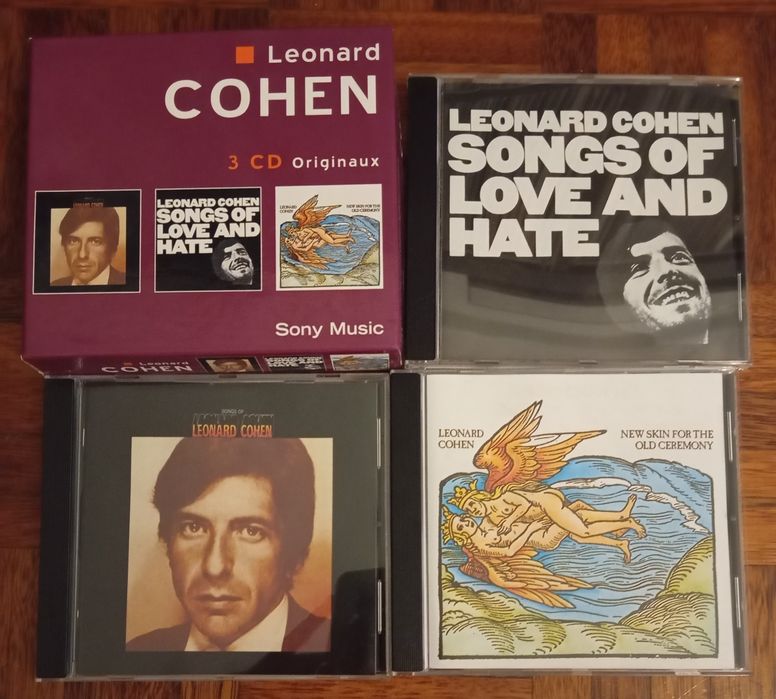 Leonard
COHEN
3 CD Originaux
LEONARD COHEN
LEONARD COHEN
SONGS OF
LOVE AND
HATE
LEONARD
COHEN
NEW SKIN FOR THE
OLD CEREMONY
Sony Music
Leonard
COHEN
LEONARD COHEN
SONGS OF
LOVE AND
HATE
SONGS OF
LEONARD COHEN
LEONARD
COHEN
NEW SKIN FOR THE
OLD CEREMONY